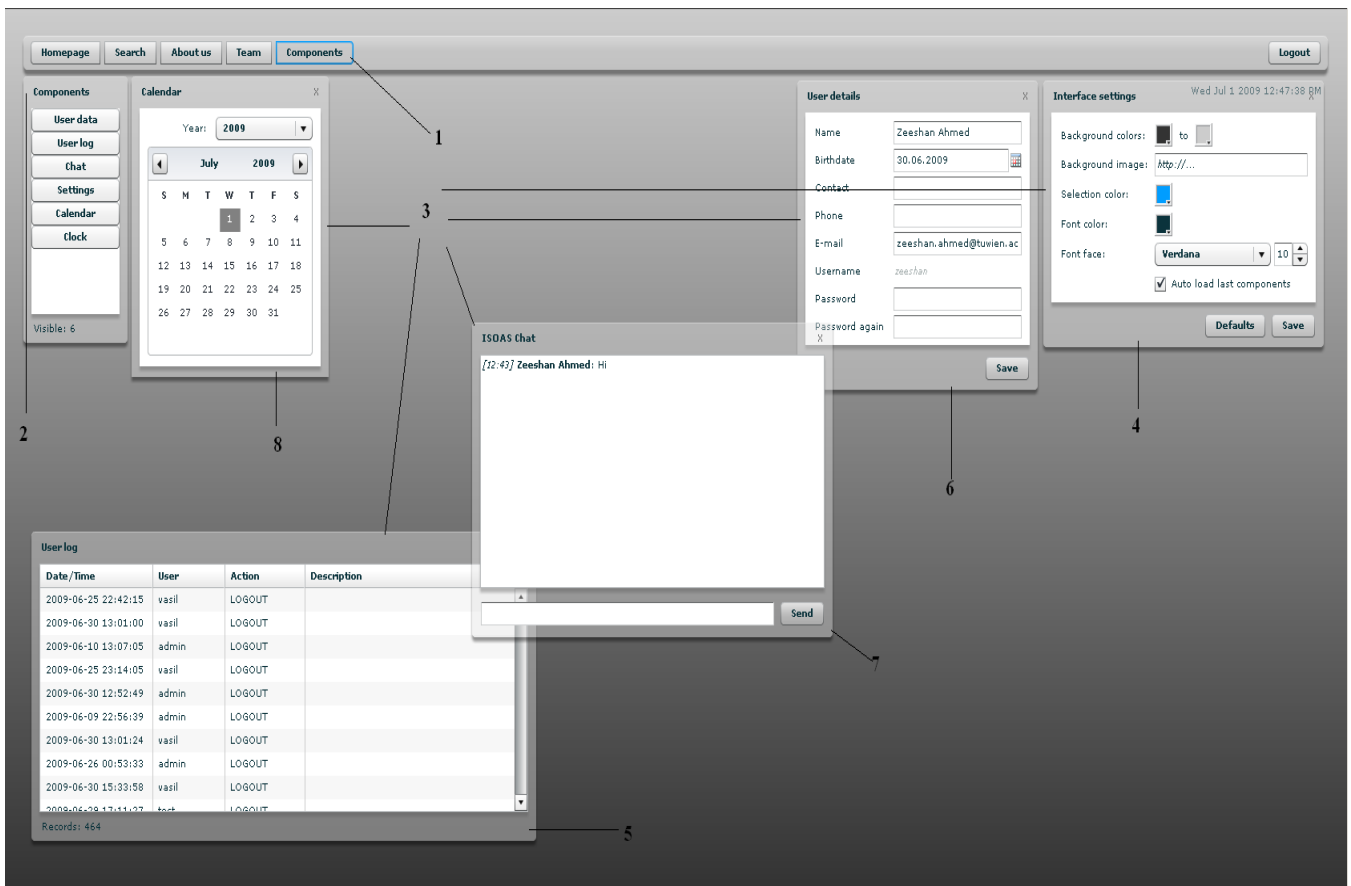 Homepage Search About us Team Components Logout
Components
User data
User log
Chat
Settings
Calendar
Clock
Visible: 6
Calendar X
Year: 2009
July 2009
S M T W T F S
1 2 3 4
5 6 7 8 9 10 11
12 13 14 15 16 17 18
19 20 21 22 23 24 25
26 27 28 29 30 31
User details X
Name Zeeshan Ahmed
Birthdate 30.06.2009
Contact
Phone
E-mail zeeshan.ahmed@tuwien.ac
Username zeeshan
Password
Password again
Save
Wed Jul 1 2009 12:47:38 PM
Interface settings X
Background colors: to
Background image: http://...
Selection color:
Font color:
Font face: Verdana 10
Auto load last components
Defaults Save
1
3
2
8
4
6
ISOAS Chat X
[12:43] Zeeshan Ahmed: Hi
Send
7
User log
Date/Time User Action Description
2009-06-25 22:42:15 vasil LOGOUT
2009-06-30 13:01:00 vasil LOGOUT
2009-06-10 13:07:05 admin LOGOUT
2009-06-25 23:14:05 vasil LOGOUT
2009-06-30 12:52:49 admin LOGOUT
2009-06-09 22:56:39 admin LOGOUT
2009-06-30 13:01:24 vasil LOGOUT
2009-06-26 00:53:33 admin LOGOUT
2009-06-30 15:33:58 vasil LOGOUT
2009-06-29 17:11:27 test LOGOUT
Records: 464
5